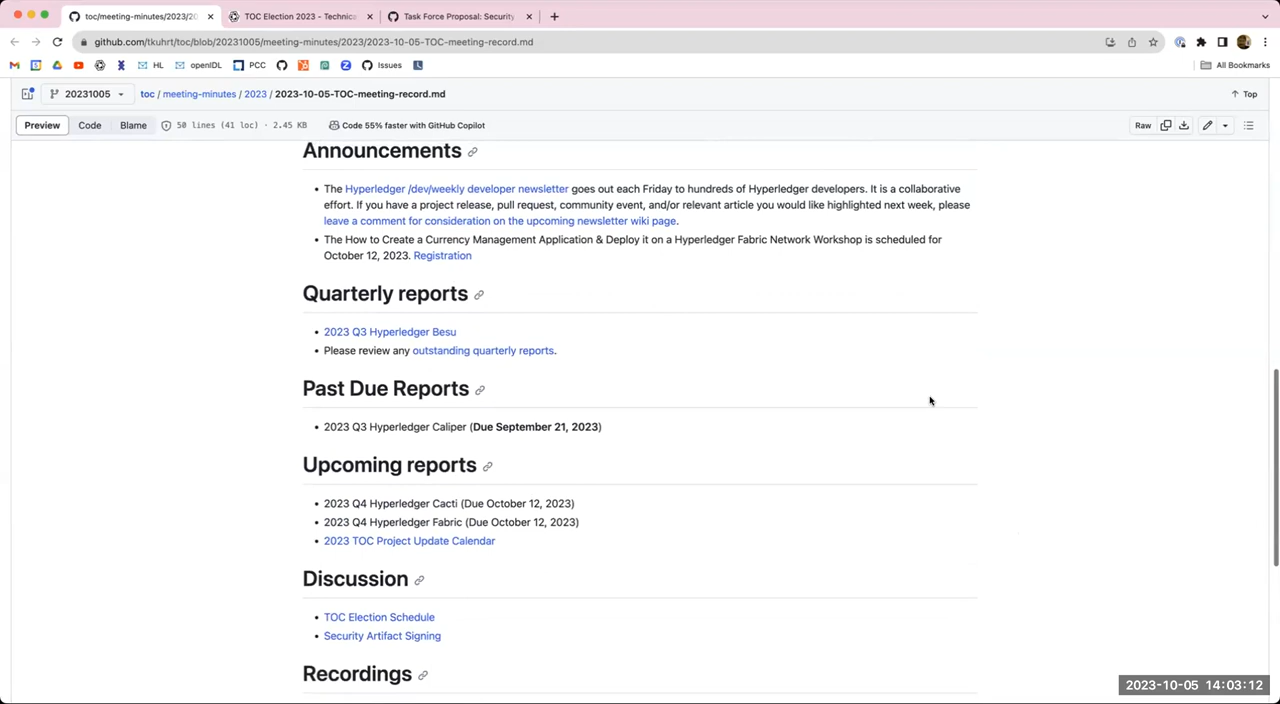 toc/meeting-minutes/2023/20
TOC Election 2023 - Technica
Task Force Proposal: Security
github.com/tkuhrt/toc/blob/20231005/meeting-minutes/2023/2023-10-05-TOC-meeting-record.md
HL
openIDL
PCC
Issues
All Bookmarks
20231005
toc / meeting-minutes / 2023 / 2023-10-05-TOC-meeting-record.md
Top
Preview
Code
Blame
50 lines (41 loc) · 2.45 KB
Code 55% faster with GitHub Copilot
Raw
Announcements
• The Hyperledger /dev/weekly developer newsletter goes out each Friday to hundreds of Hyperledger developers. It is a collaborative
effort. If you have a project release, pull request, community event, and/or relevant article you would like highlighted next week, please
leave a comment for consideration on the upcoming newsletter wiki page.
• The How to Create a Currency Management Application & Deploy it on a Hyperledger Fabric Network Workshop is scheduled for
October 12, 2023. Registration
Quarterly reports
• 2023 Q3 Hyperledger Besu
• Please review any outstanding quarterly reports.
Past Due Reports
• 2023 Q3 Hyperledger Caliper (Due September 21, 2023)
Upcoming reports
• 2023 Q4 Hyperledger Cacti (Due October 12, 2023)
• 2023 Q4 Hyperledger Fabric (Due October 12, 2023)
• 2023 TOC Project Update Calendar
Discussion
• TOC Election Schedule
• Security Artifact Signing
Recordings
2023-10-05 14:03:12